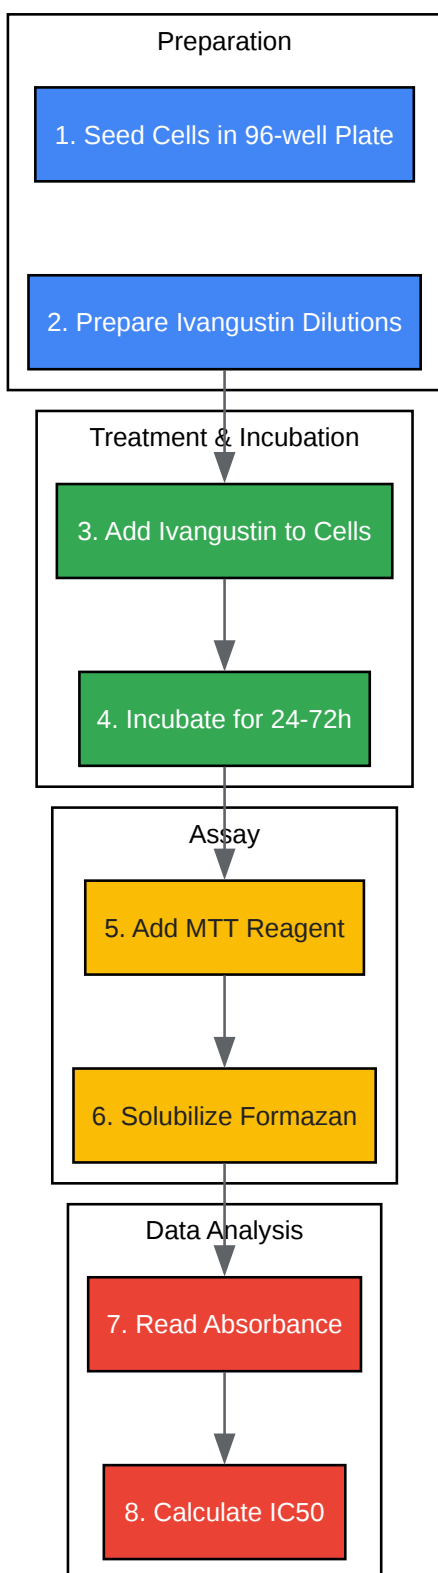 Preparation
1. Seed Cells in 96-well Plate
2. Prepare Ivangustin Dilutions
Treatment & Incubation
3. Add Ivangustin to Cells
4. Incubate for 24-72h
Assay
5. Add MTT Reagent
6. Solubilize Formazan
Data Analysis
7. Read Absorbance
8. Calculate IC50